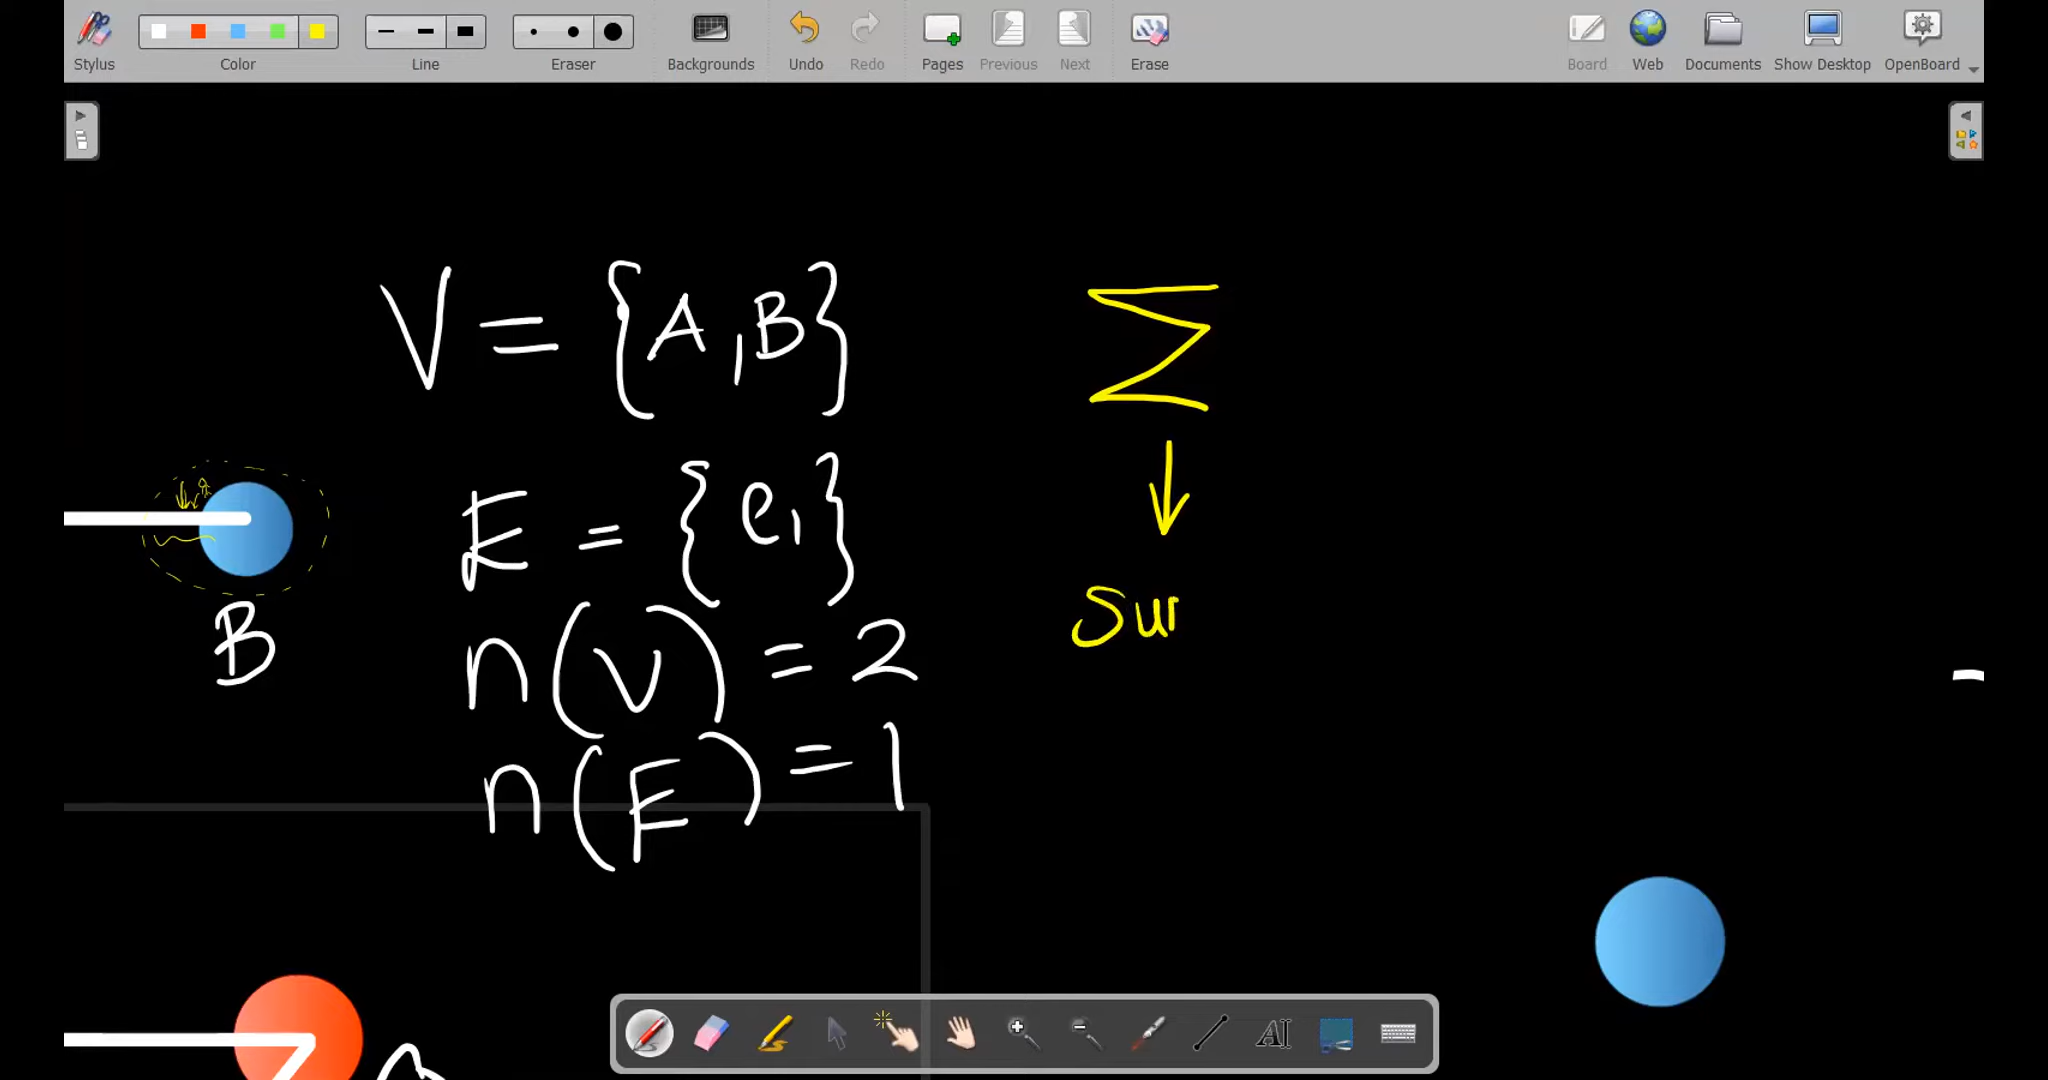 Stylus Color Line Eraser Backgrounds Undo Redo Pages Previous Next Erase Board Web Documents Show Desktop OpenBoard
V = {A,B}
Σ
E = {e1}
B
n(V) = 2
Sur
n(E) = 1
AI